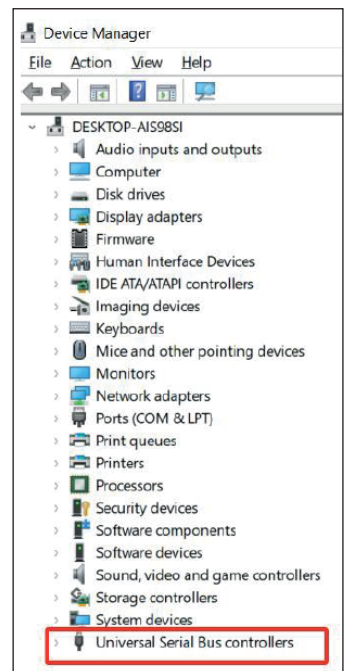 Device Manager
File Action View Help
DESKTOP-AIS98SI
Audio inputs and outputs
Computer
Disk drives
Display adapters
Firmware
Human Interface Devices
IDE ATA/ATAPI controllers
Imaging devices
Keyboards
Mice and other pointing devices
Monitors
Network adapters
Ports (COM & LPT)
Print queues
Printers
Processors
Security devices
Software components
Software devices
Sound, video and game controllers
Storage controllers
System devices
Universal Serial Bus controllers